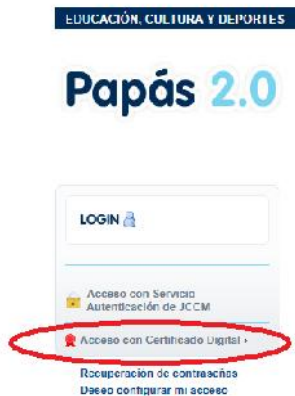 EDUCACIÓN, CULTURA Y DEPORTES
Papás 2.0
LOGIN
Acceso con Servicio
Autenticación de JCCM
Acceso con Certificado Digital ›
Recuperación de contraseñas
Deseo configurar mi acceso